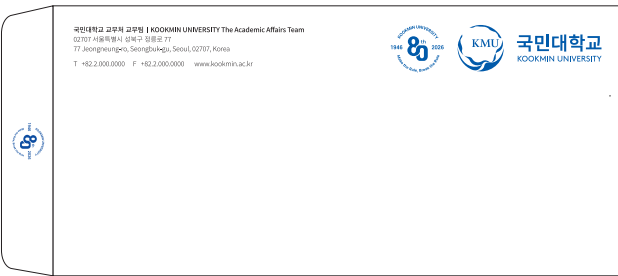 국민대학교 교무처 교무팀 | KOOKMIN UNIVERSITY The Academic Affairs Team
02707 서울특별시 성북구 정릉로 77
77 Jeongneung-ro, Seongbuk-gu, Seoul, 02707, Korea
T +82.2.000.0000 F +82.2.000.0000 www.kookmin.ac.kr
KOOKMIN UNIVERSITY
1946 80th 2026
KMU
국민대학교
KOOKMIN UNIVERSITY
80